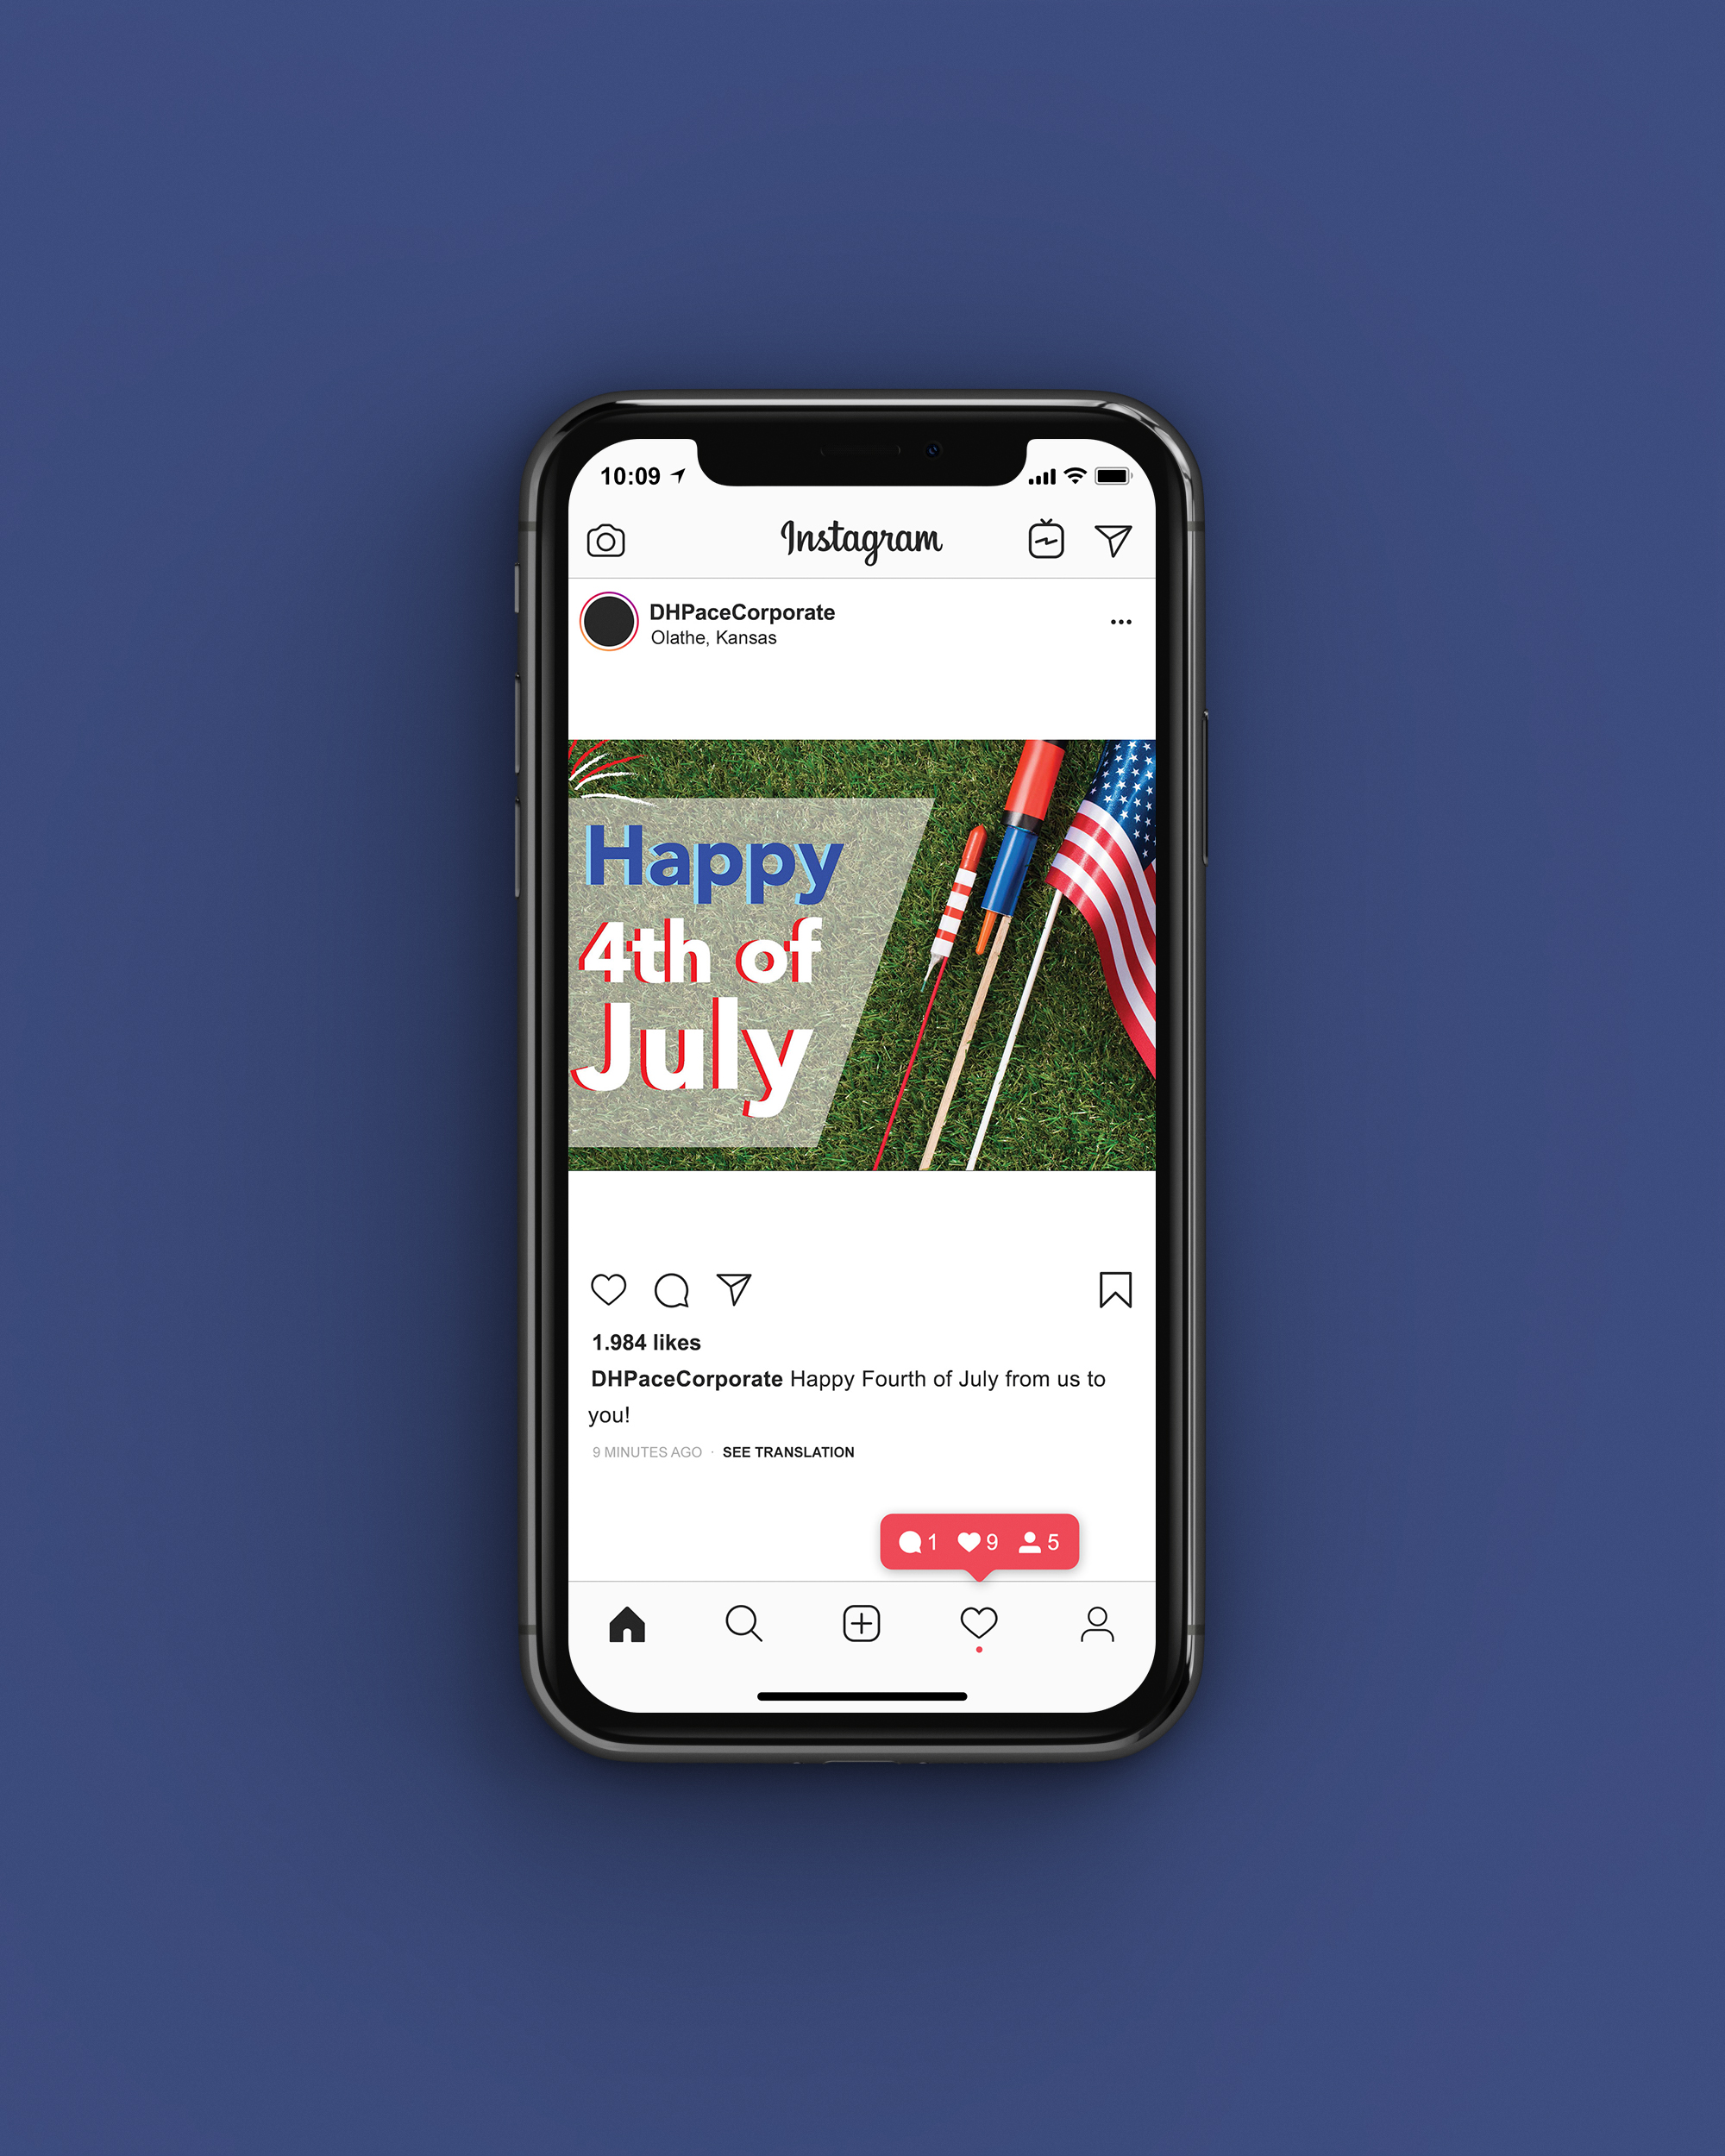 10:09
Instagram
DHPaceCorporate
Olathe, Kansas
Happy
4th of
July
1.984 likes
DHPaceCorporate Happy Fourth of July from us to
you!
9 MINUTES AGO · SEE TRANSLATION
1 9 5